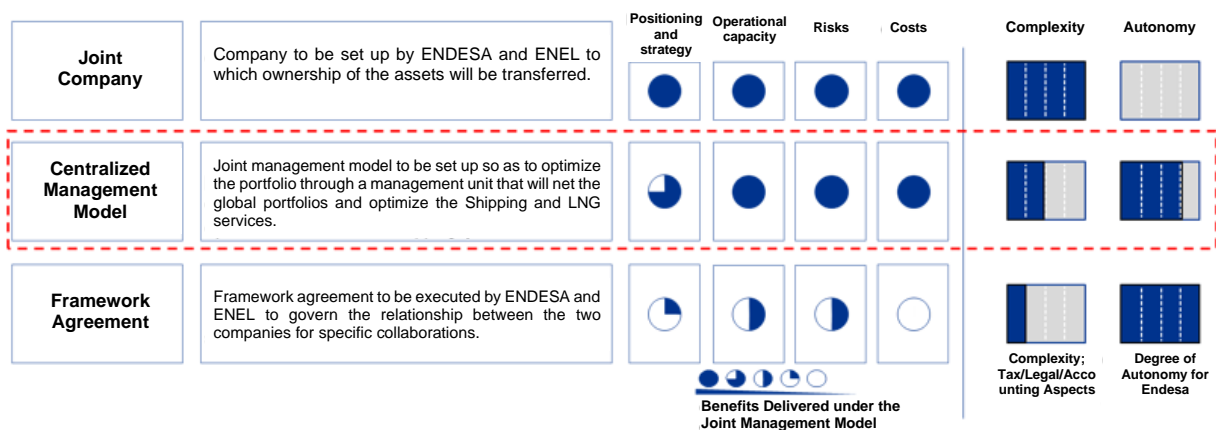 Positioning
and
strategy
Operational
capacity
Risks
Costs
Complexity
Autonomy
Joint
Company
Company to be set up by ENDESA and ENEL to
which ownership of the assets will be transferred.
Centralized
Management
Model
Joint management model to be set up so as to optimize
the portfolio through a management unit that will net the
global portfolios and optimize the Shipping and LNG
services.
Framework
Agreement
Framework agreement to be executed by ENDESA and
ENEL to govern the relationship between the two
companies for specific collaborations.
Benefits Delivered under the
Joint Management Model
Complexity;
Tax/Legal/Acco
unting Aspects
Degree of
Autonomy for
Endesa